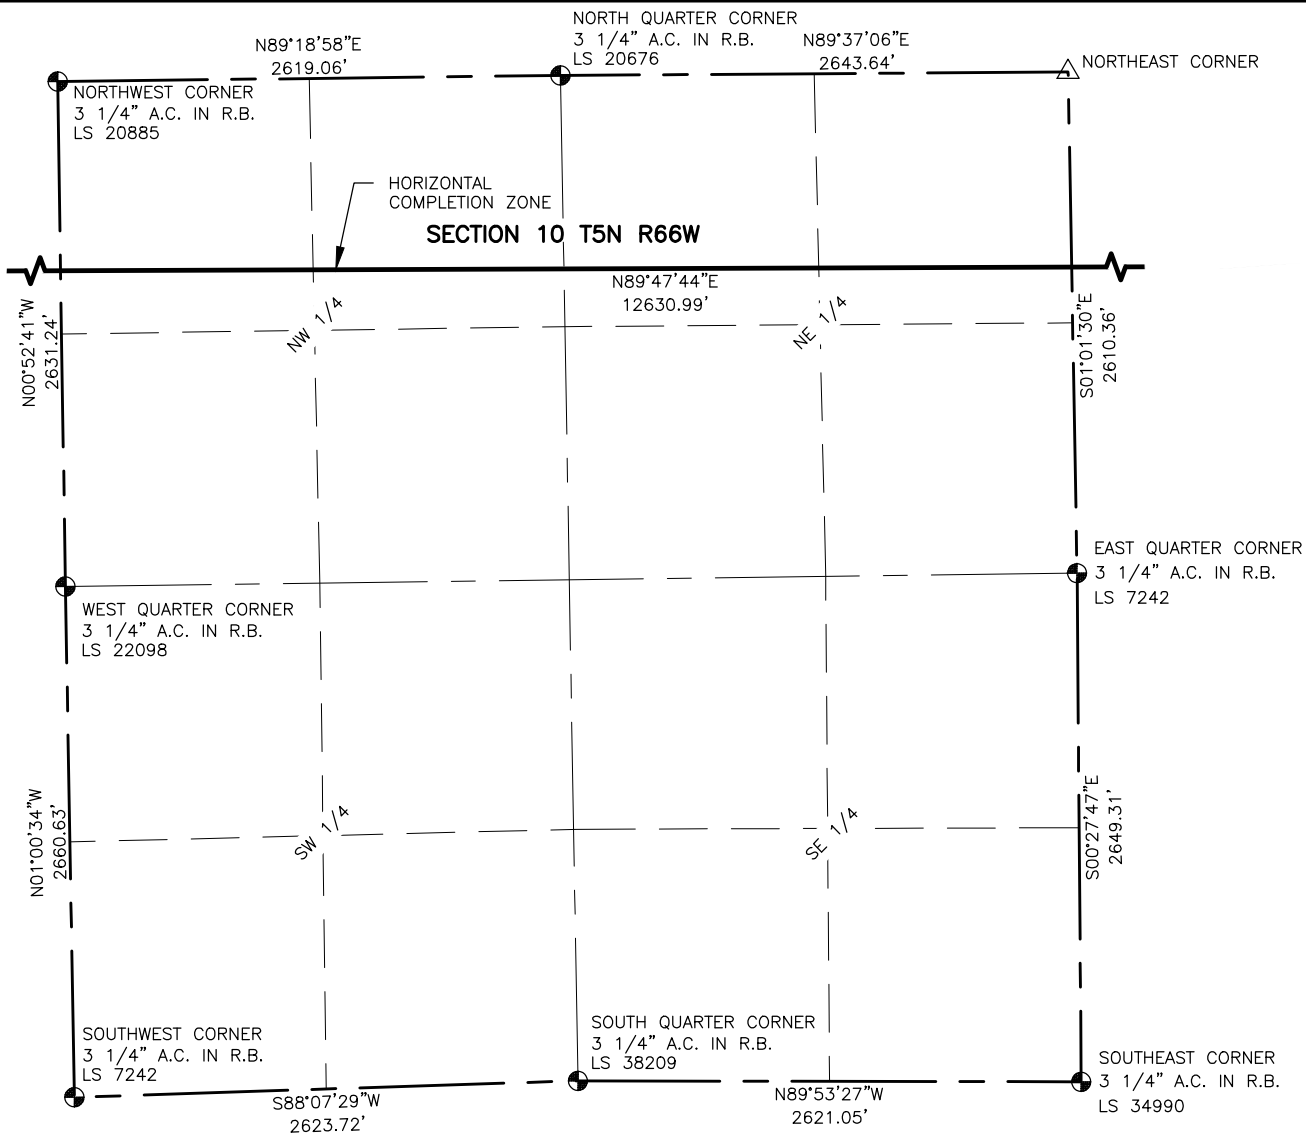 NORTH QUARTER CORNER
3 1/4" A.C. IN R.B.
LS 20676
N89°18'58"E
2619.06'
N89°37'06"E
2643.64'
NORTHEAST CORNER
NORTHWEST CORNER
3 1/4" A.C. IN R.B.
LS 20885
HORIZONTAL
COMPLETION ZONE
SECTION 10 T5N R66W
N89°47'44"E
12630.99'
N00°52'41"W
2631.24'
NW 1/4
NE 1/4
S01°01'30"E
2610.36'
EAST QUARTER CORNER
3 1/4" A.C. IN R.B.
LS 7242
WEST QUARTER CORNER
3 1/4" A.C. IN R.B.
LS 22098
N01°00'34"W
2660.63'
SW 1/4
SE 1/4
S00°27'47"E
2649.31'
SOUTHWEST CORNER
3 1/4" A.C. IN R.B.
LS 7242
SOUTH QUARTER CORNER
3 1/4" A.C. IN R.B.
LS 38209
SOUTHEAST CORNER
3 1/4" A.C. IN R.B.
LS 34990
S88°07'29"W
2623.72'
N89°53'27"W
2621.05'